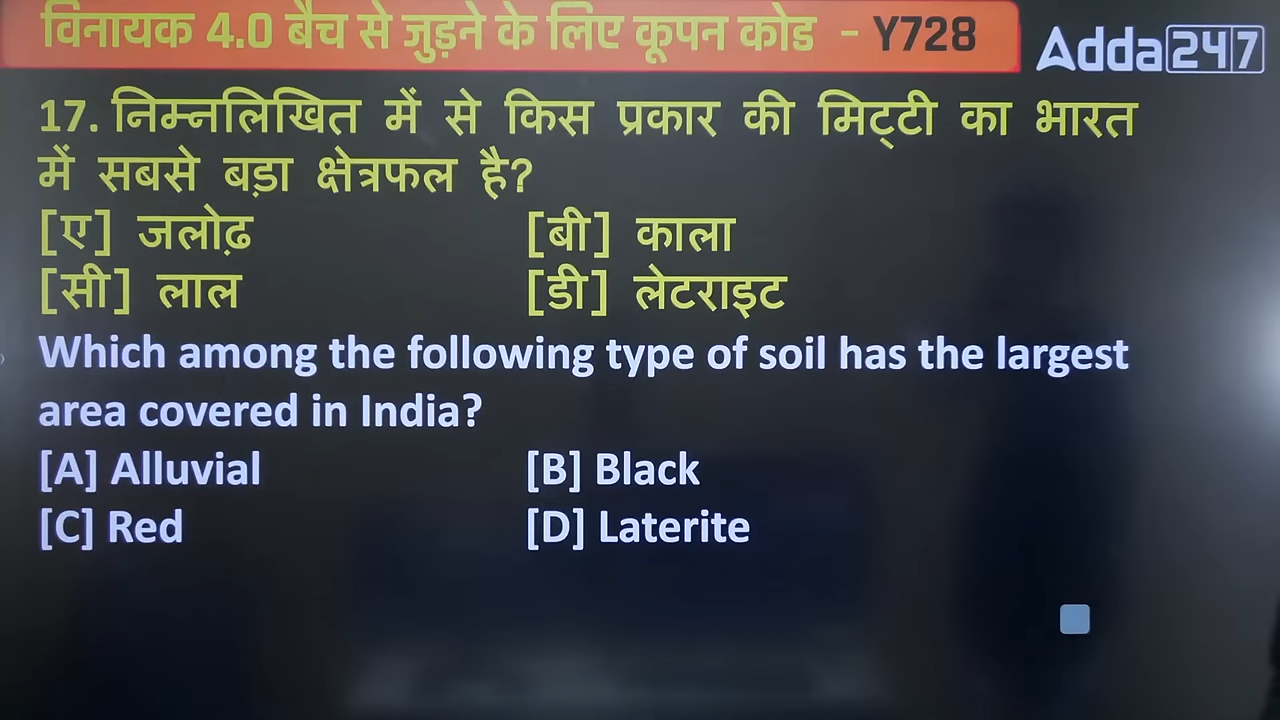 विनायक 4.0 बैच से जुड़ने के लिए कूपन कोड - Y728
Adda247
17. निम्नलिखित में से किस प्रकार की मिट्टी का भारत
में सबसे बड़ा क्षेत्रफल है?
[ए] जलोढ़ [बी] काला
[सी] लाल [डी] लेटराइट
Which among the following type of soil has the largest
area covered in India?
[A] Alluvial [B] Black
[C] Red [D] Laterite